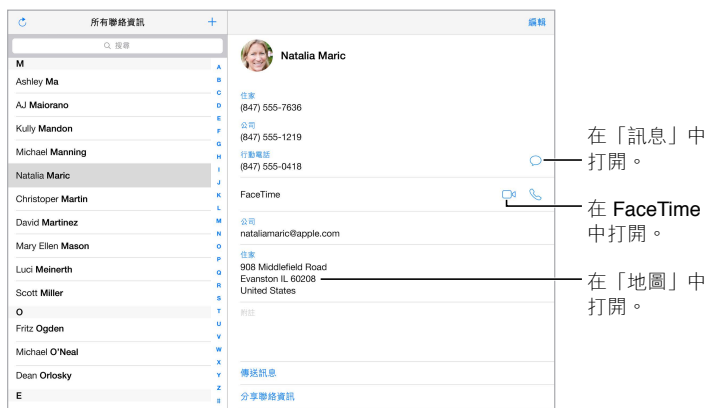 所有聯絡資訊
+
搜尋
M
Ashley Ma
AJ Maiorano
Kully Mandon
Michael Manning
Natalia Maric
Christoper Martin
David Martinez
Mary Ellen Mason
Luci Meinerth
Scott Miller
O
Fritz Ogden
Michael O'Neal
Dean Orlosky
E
A
B
C
D
E
F
G
H
I
J
K
L
M
N
O
P
Q
R
S
T
U
V
W
X
Y
Z
#
編輯
Natalia Maric
住家
(847) 555-7636
公司
(847) 555-1219
行動電話
(847) 555-0418
FaceTime
公司
nataliamaric@apple.com
住家
908 Middlefield Road
Evanston IL 60208
United States
附註
傳送訊息
分享聯絡資訊
在「訊息」中
打開。
在 FaceTime
中打開。
在「地圖」中
打開。